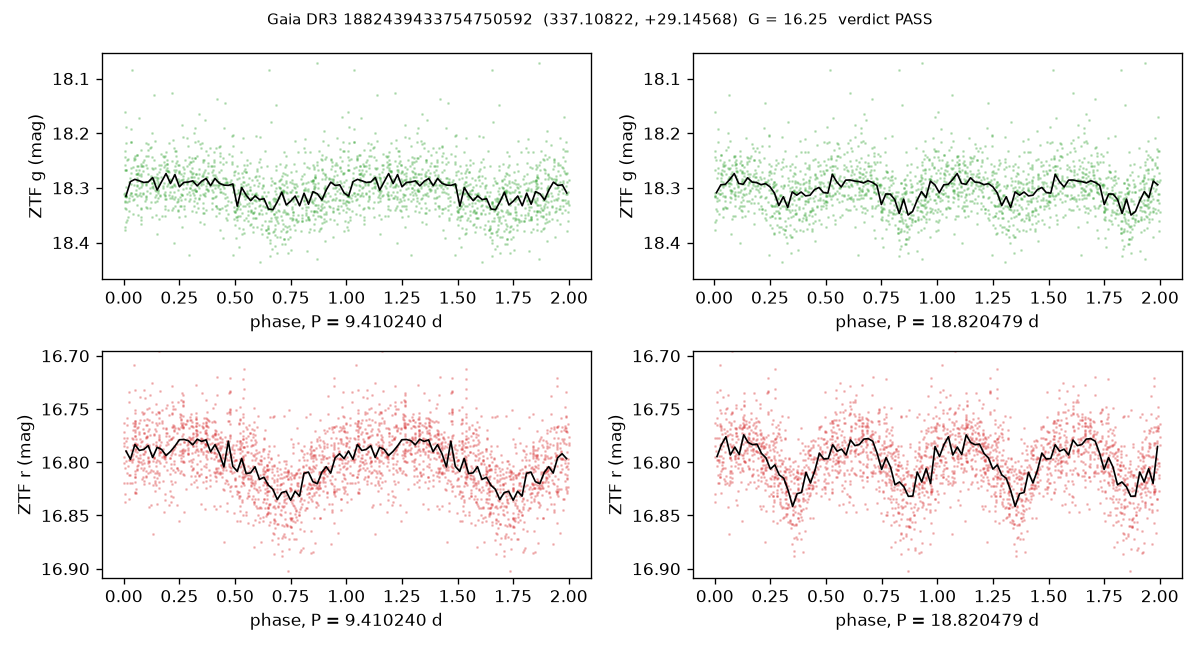 Gaia DR3 1882439433754750592 (337.10822, +29.14568) G = 16.25 verdict PASS
ZTF g (mag)
18.1
18.2
18.3
18.4
0.00 0.25 0.50 0.75 1.00 1.25 1.50 1.75 2.00
phase, P = 9.410240 d
ZTF g (mag)
18.1
18.2
18.3
18.4
0.00 0.25 0.50 0.75 1.00 1.25 1.50 1.75 2.00
phase, P = 18.820479 d
ZTF r (mag)
16.70
16.75
16.80
16.85
16.90
0.00 0.25 0.50 0.75 1.00 1.25 1.50 1.75 2.00
phase, P = 9.410240 d
ZTF r (mag)
16.70
16.75
16.80
16.85
16.90
0.00 0.25 0.50 0.75 1.00 1.25 1.50 1.75 2.00
phase, P = 18.820479 d